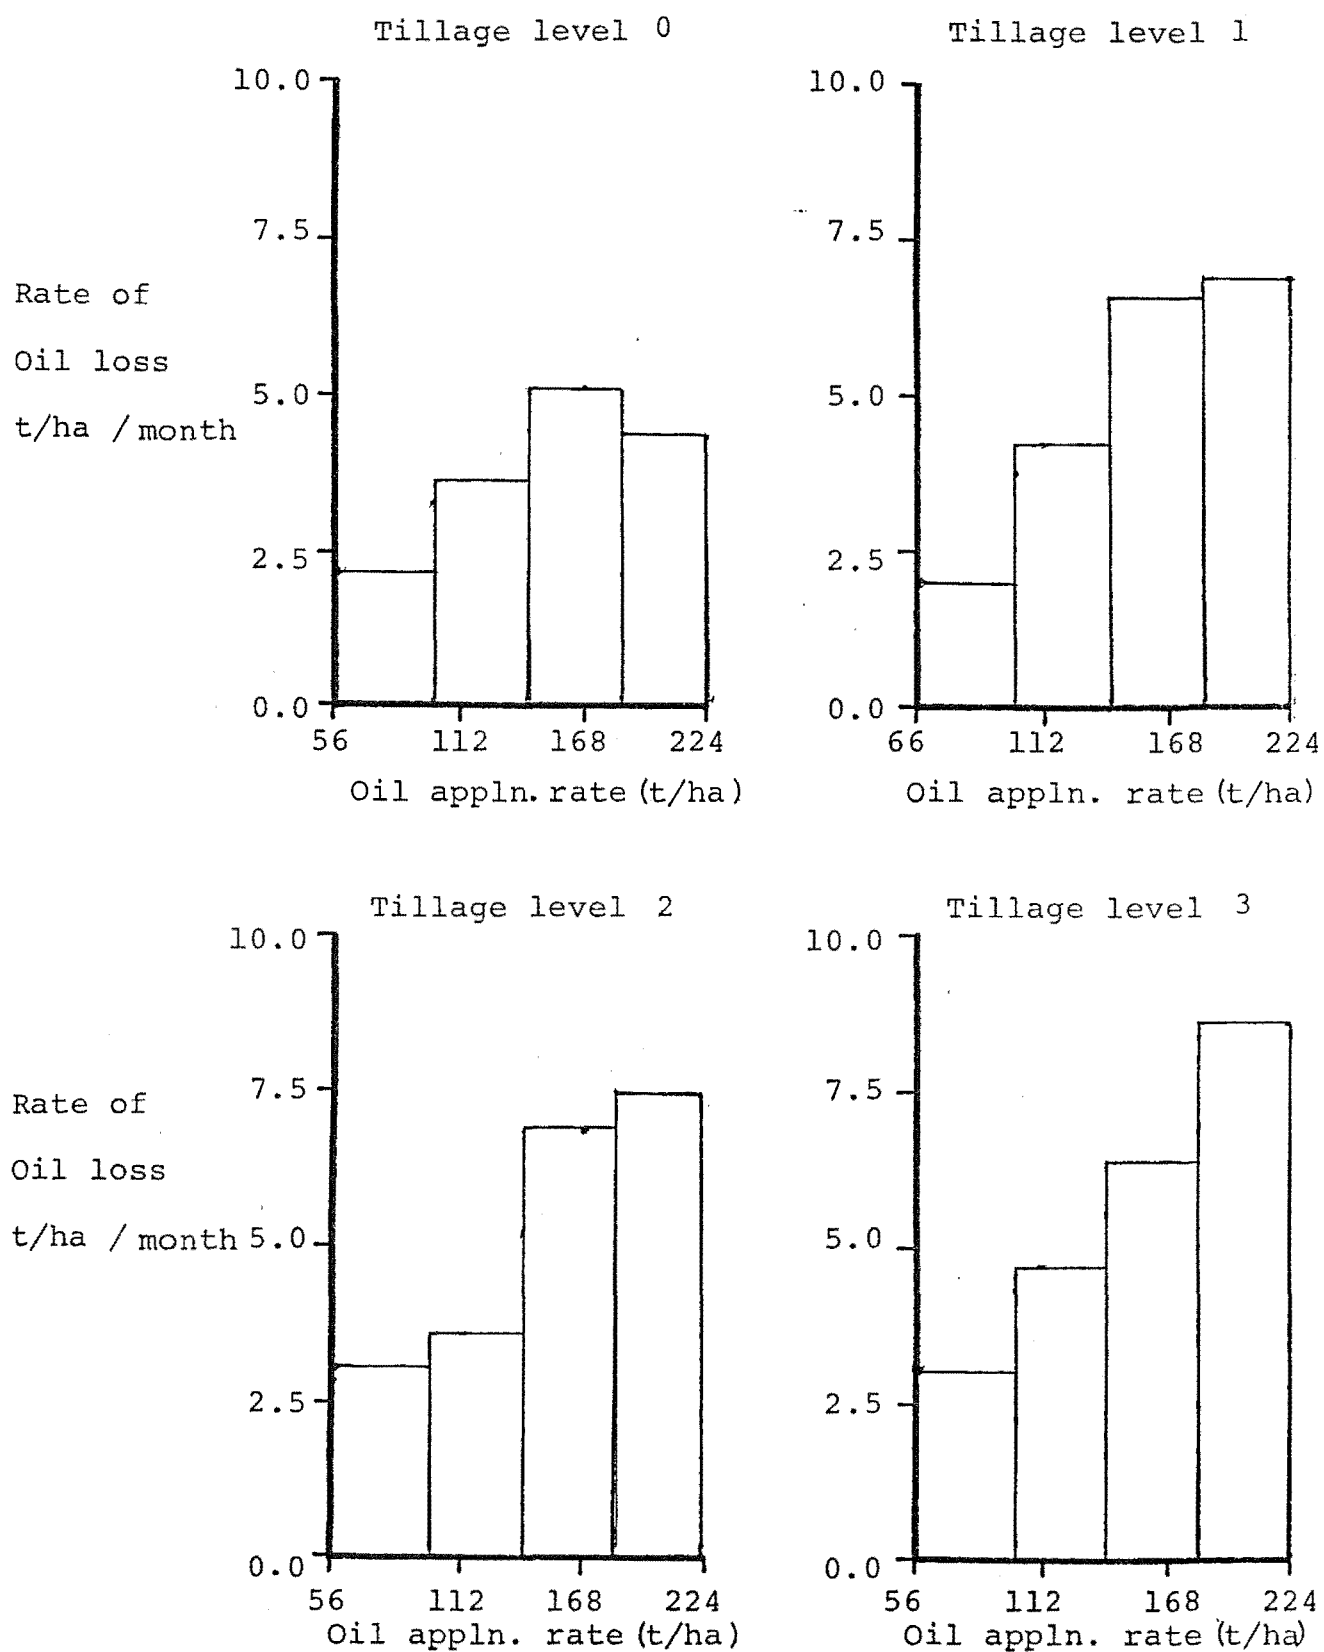 Tillage level 0
10.0
7.5
5.0
2.5
0.0
Rate of
Oil loss
t/ha / month
56 112 168 224
Oil appln. rate (t/ha)
Tillage level 1
10.0
7.5
5.0
2.5
0.0
66 112 168 224
Oil appln. rate (t/ha)
Tillage level 2
10.0
7.5
5.0
2.5
0.0
Rate of
Oil loss
t/ha / month
56 112 168 224
Oil appln. rate (t/ha)
Tillage level 3
10.0
7.5
5.0
2.5
0.0
56 112 168 224
Oil appln. rate (t/ha)